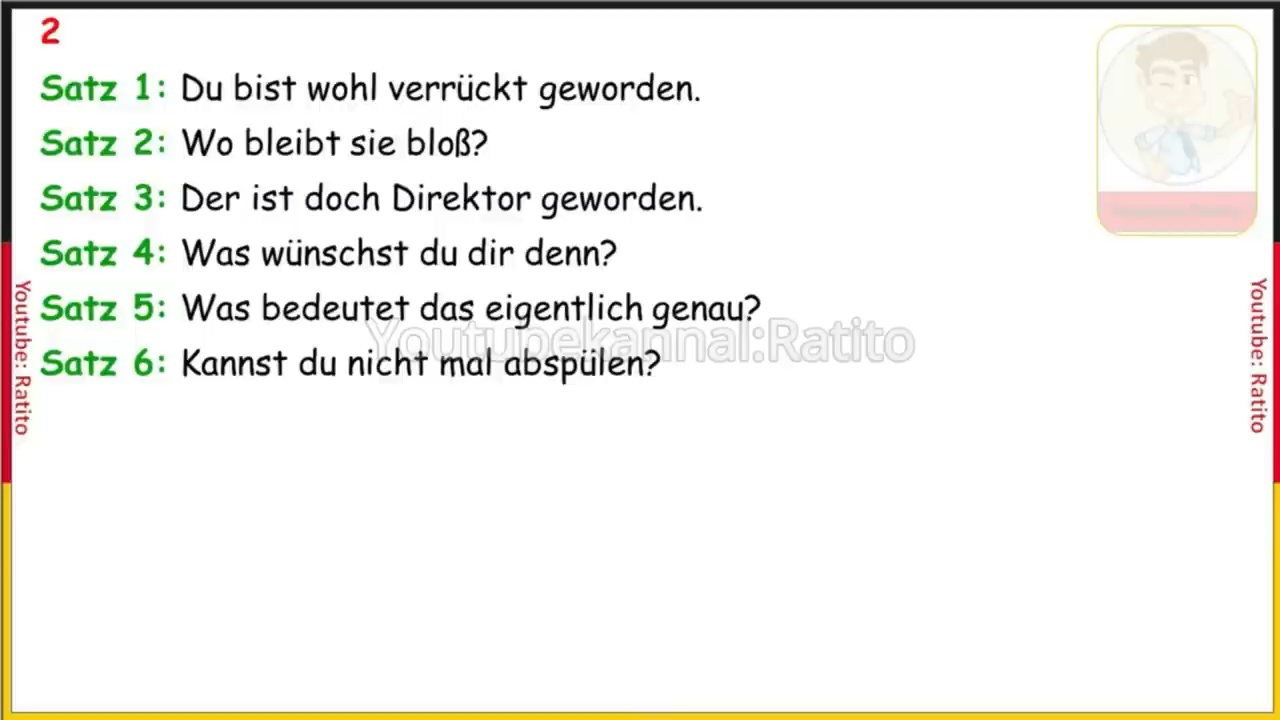 2
Satz 1: Du bist wohl verrückt geworden.
Satz 2: Wo bleibt sie bloß?
Satz 3: Der ist doch Direktor geworden.
Satz 4: Was wünschst du dir denn?
Satz 5: Was bedeutet das eigentlich genau?
Youtubekannal:Ratito
Satz 6: Kannst du nicht mal abspülen?
Youtube: Ratito
Youtube: Ratito